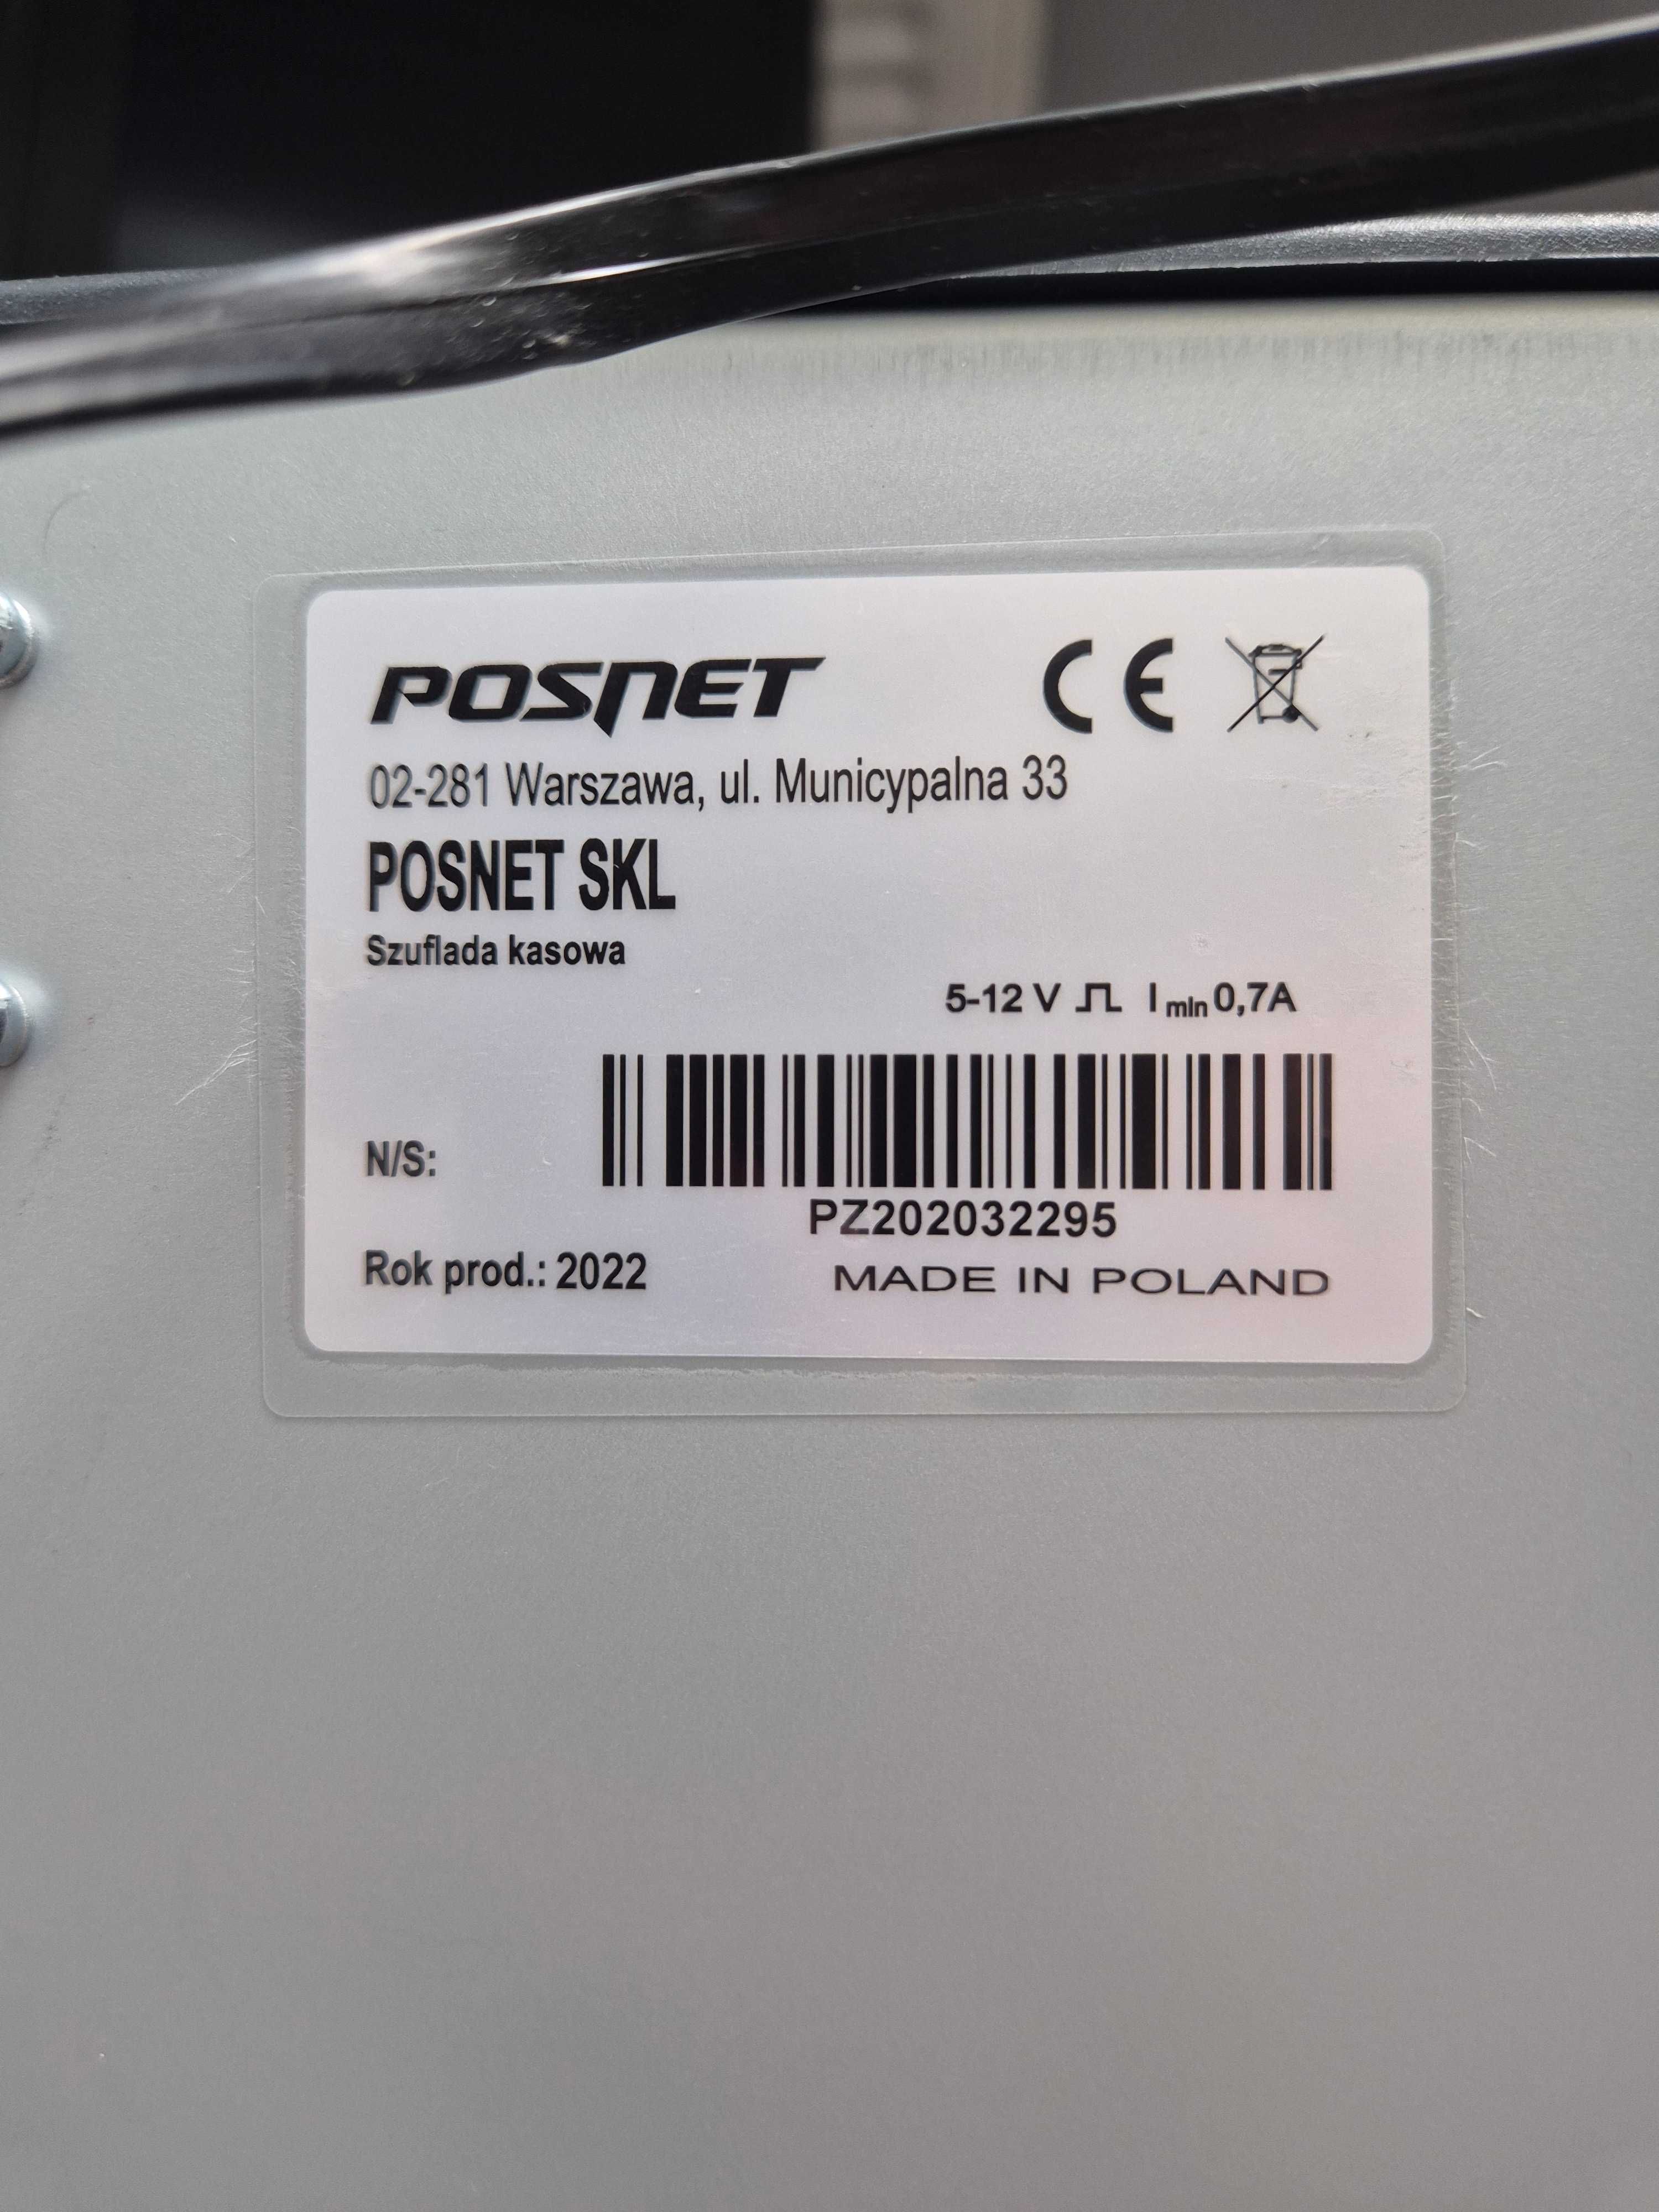 POSNET
CE
02-281 Warszawa, ul. Municypalna 33
POSNET SKL
Szuflada kasowa
5-12 V ⎍ I min 0,7A
N/S:
PZ202032295
Rok prod.: 2022
MADE IN POLAND